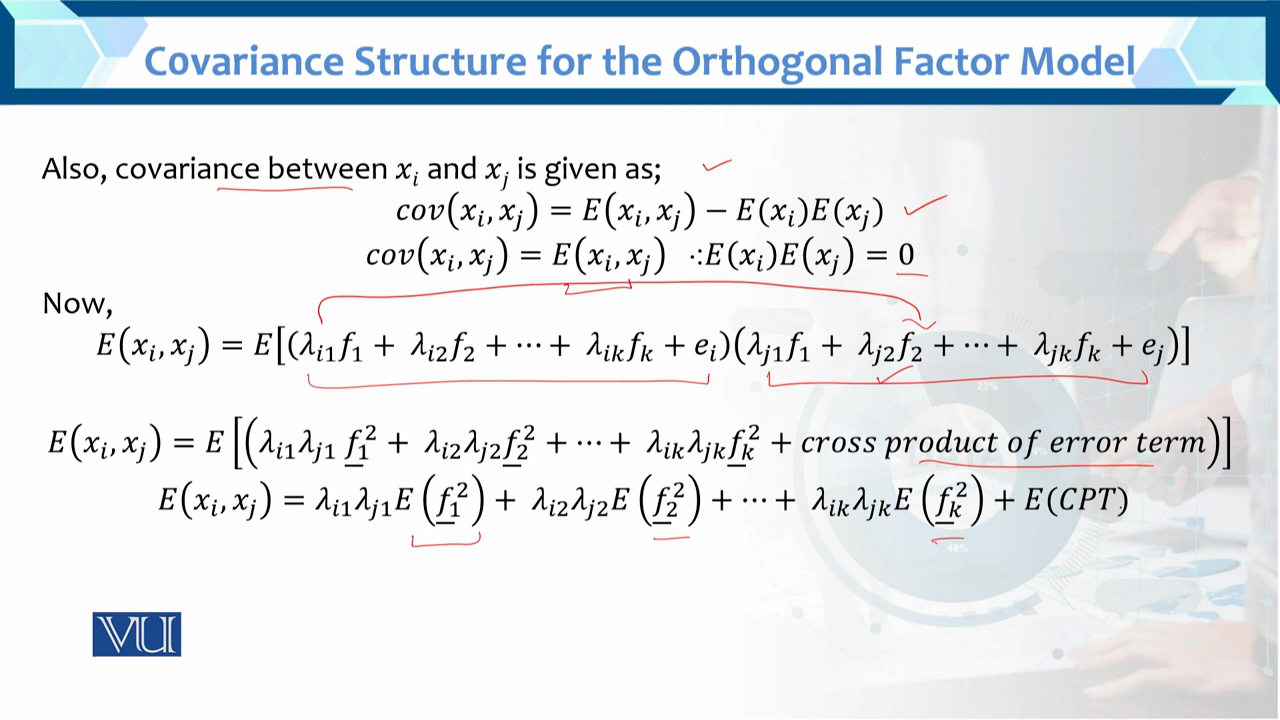 Covariance Structure for the Orthogonal Factor Model
Also, covariance between xᵢ and xⱼ is given as;
cov(xᵢ, xⱼ) = E(xᵢ, xⱼ) − E(xᵢ)E(xⱼ)
cov(xᵢ, xⱼ) = E(xᵢ, xⱼ) ∴E(xᵢ)E(xⱼ) = 0
Now,
E(xᵢ, xⱼ) = E[(λᵢ₁f₁ + λᵢ₂f₂ + ⋯ + λᵢₖfₖ + eᵢ)(λⱼ₁f₁ + λⱼ₂f₂ + ⋯ + λⱼₖfₖ + eⱼ)]
E(xᵢ, xⱼ) = E[(λᵢ₁λⱼ₁ f₁² + λᵢ₂λⱼ₂f₂² + ⋯ + λᵢₖλⱼₖfₖ² + cross product of error term)]
E(xᵢ, xⱼ) = λᵢ₁λⱼ₁E(f₁²) + λᵢ₂λⱼ₂E(f₂²) + ⋯ + λᵢₖλⱼₖE(fₖ²) + E(CPT)
22%
48%
VU